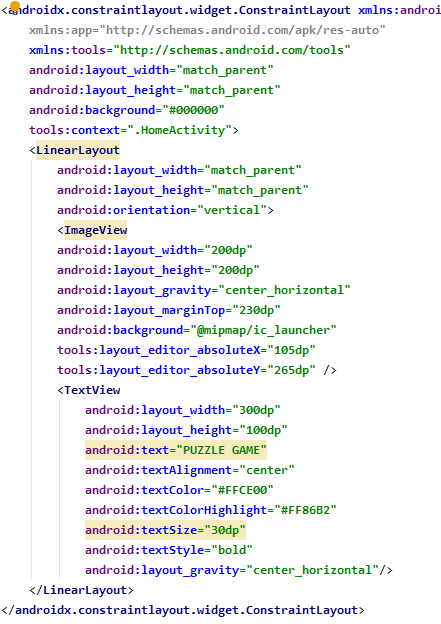 <androidx.constraintlayout.widget.ConstraintLayout xmlns:androi
xmlns:app="http://schemas.android.com/apk/res-auto"
xmlns:tools="http://schemas.android.com/tools"
android:layout_width="match_parent"
android:layout_height="match_parent"
android:background="#000000"
tools:context=".HomeActivity">
<LinearLayout
android:layout_width="match_parent"
android:layout_height="match_parent"
android:orientation="vertical">
<ImageView
android:layout_width="200dp"
android:layout_height="200dp"
android:layout_gravity="center_horizontal"
android:layout_marginTop="230dp"
android:background="@mipmap/ic_launcher"
tools:layout_editor_absoluteX="105dp"
tools:layout_editor_absoluteY="265dp" />
<TextView
android:layout_width="300dp"
android:layout_height="100dp"
android:text="PUZZLE GAME"
android:textAlignment="center"
android:textColor="#FFCE00"
android:textColorHighlight="#FF86B2"
android:textSize="30dp"
android:textStyle="bold"
android:layout_gravity="center_horizontal"/>
</LinearLayout>
</androidx.constraintlayout.widget.ConstraintLayout>